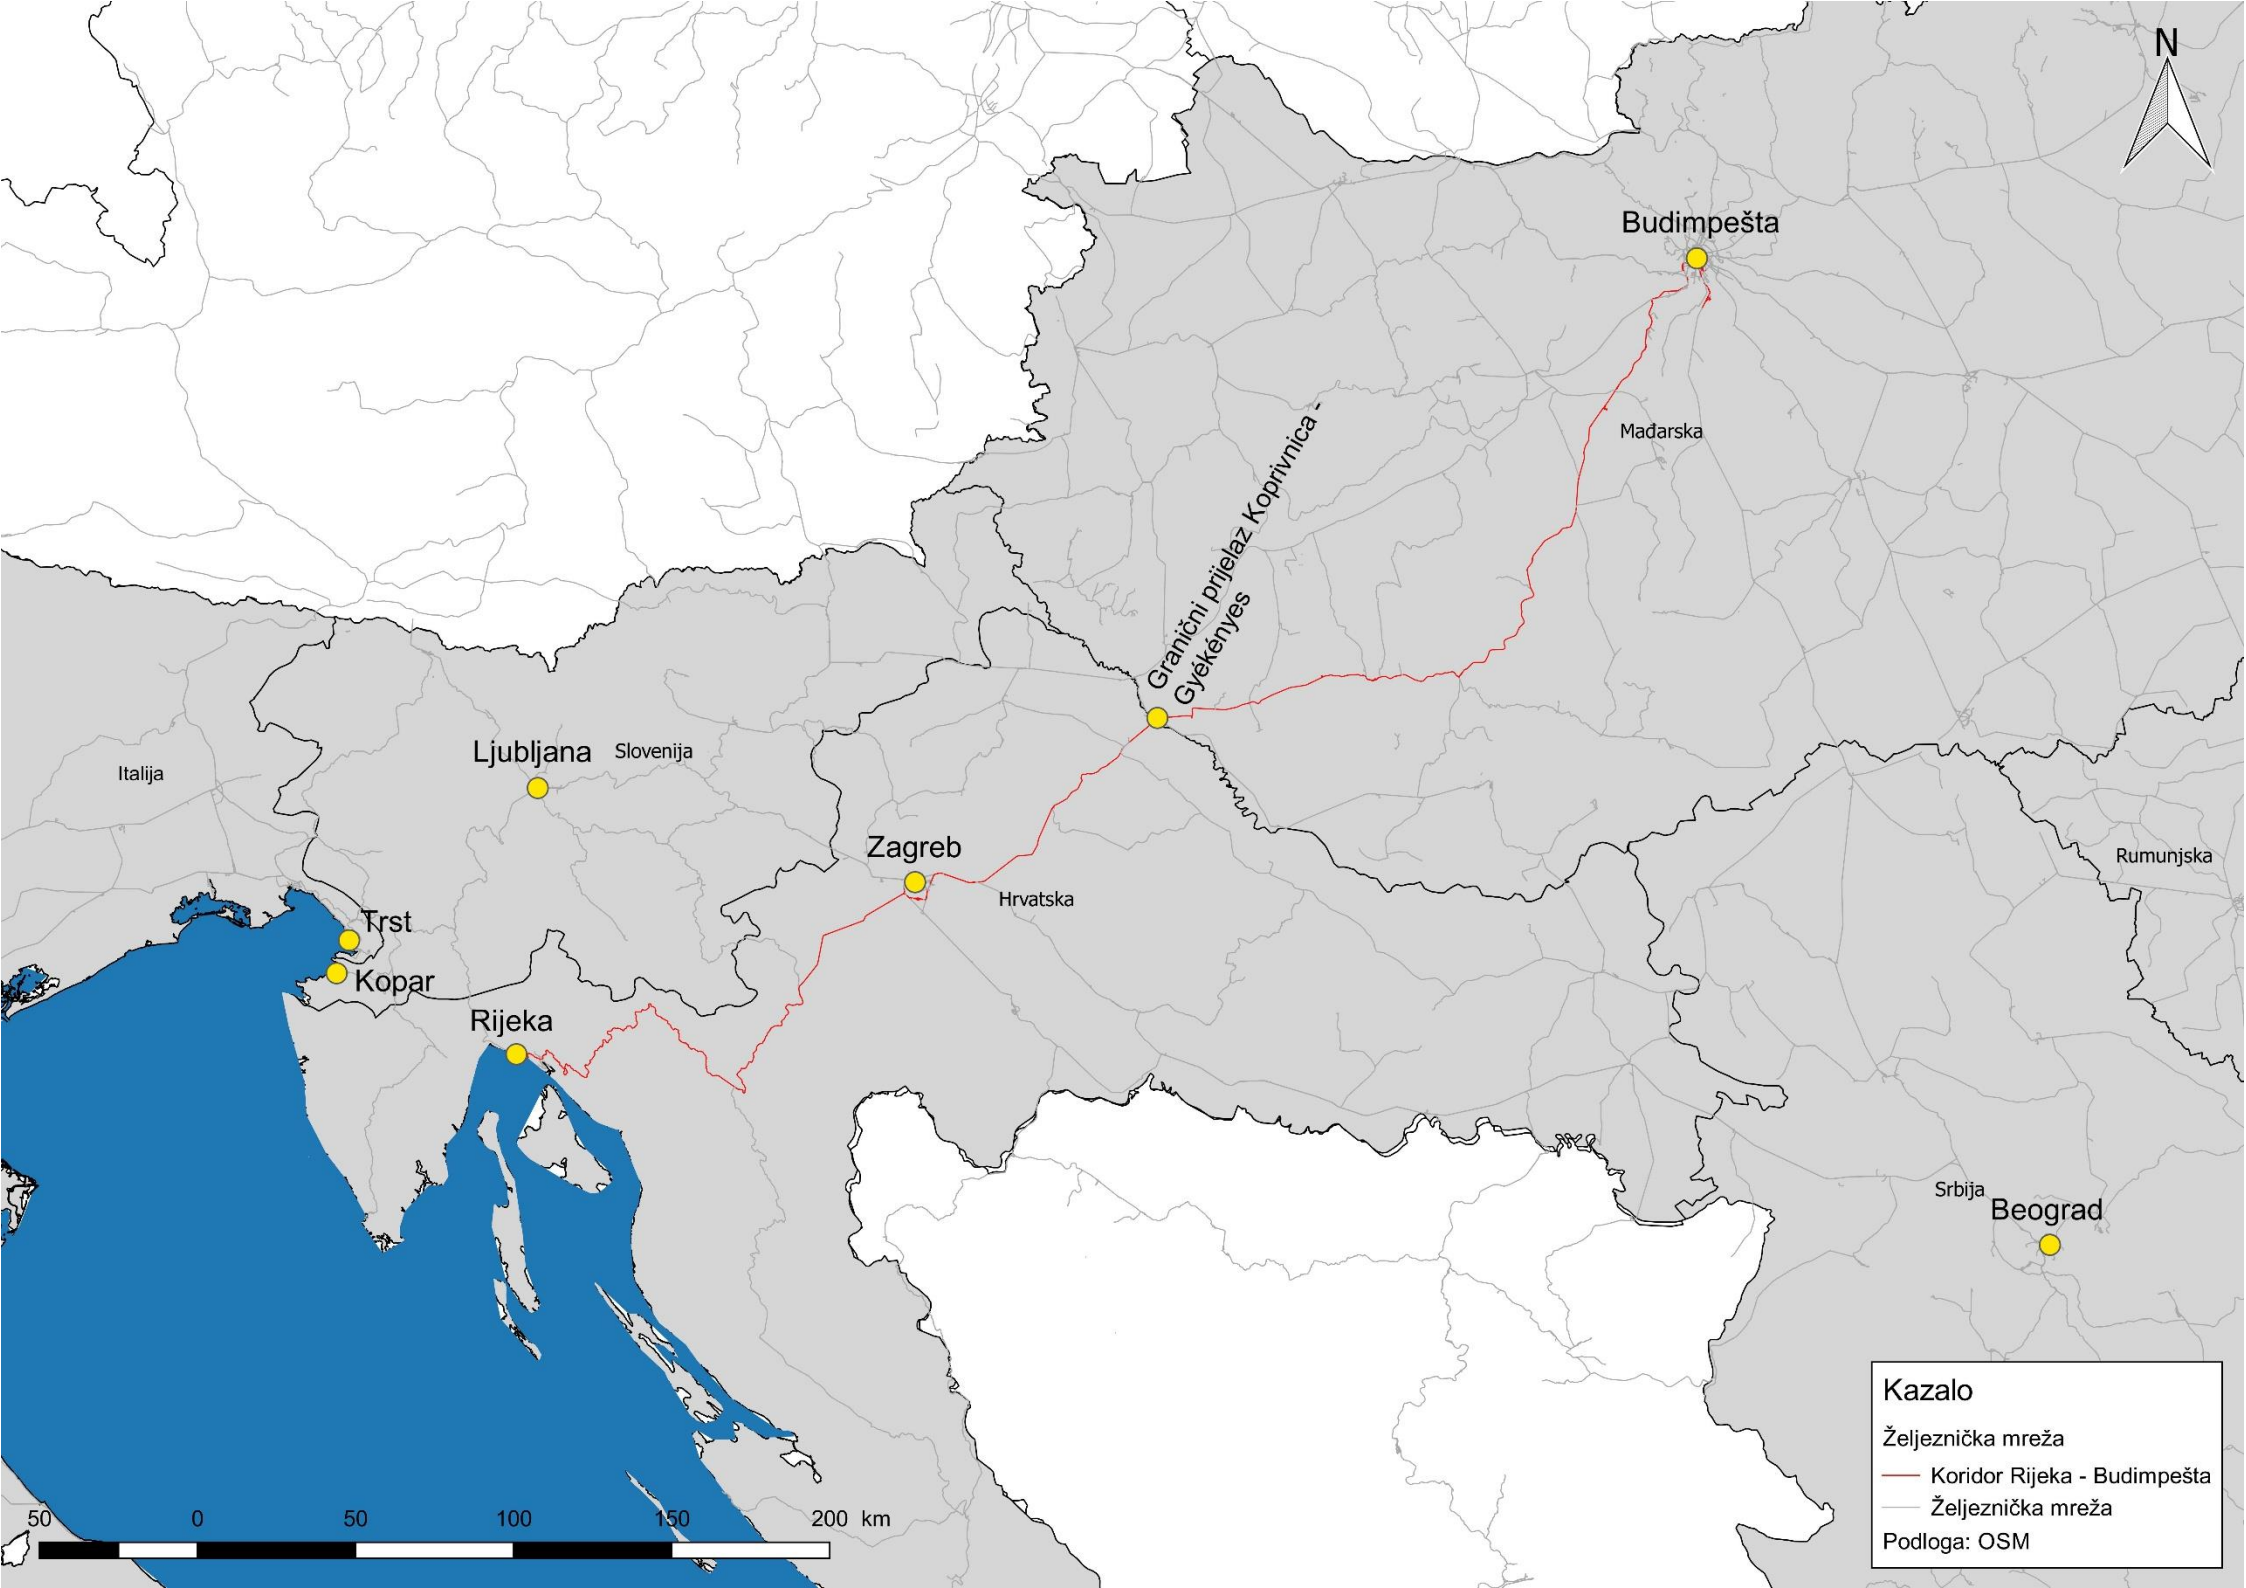 N
Budimpešta
Mađarska
Granični prijelaz Koprivnica -
Gyékényes
Ljubljana
Slovenija
Italija
Zagreb
Hrvatska
Rumunjska
Trst
Kopar
Rijeka
Srbija
Beograd
Kazalo
Željeznička mreža
Koridor Rijeka - Budimpešta
Željeznička mreža
Podloga: OSM
50 0 50 100 150 200 km